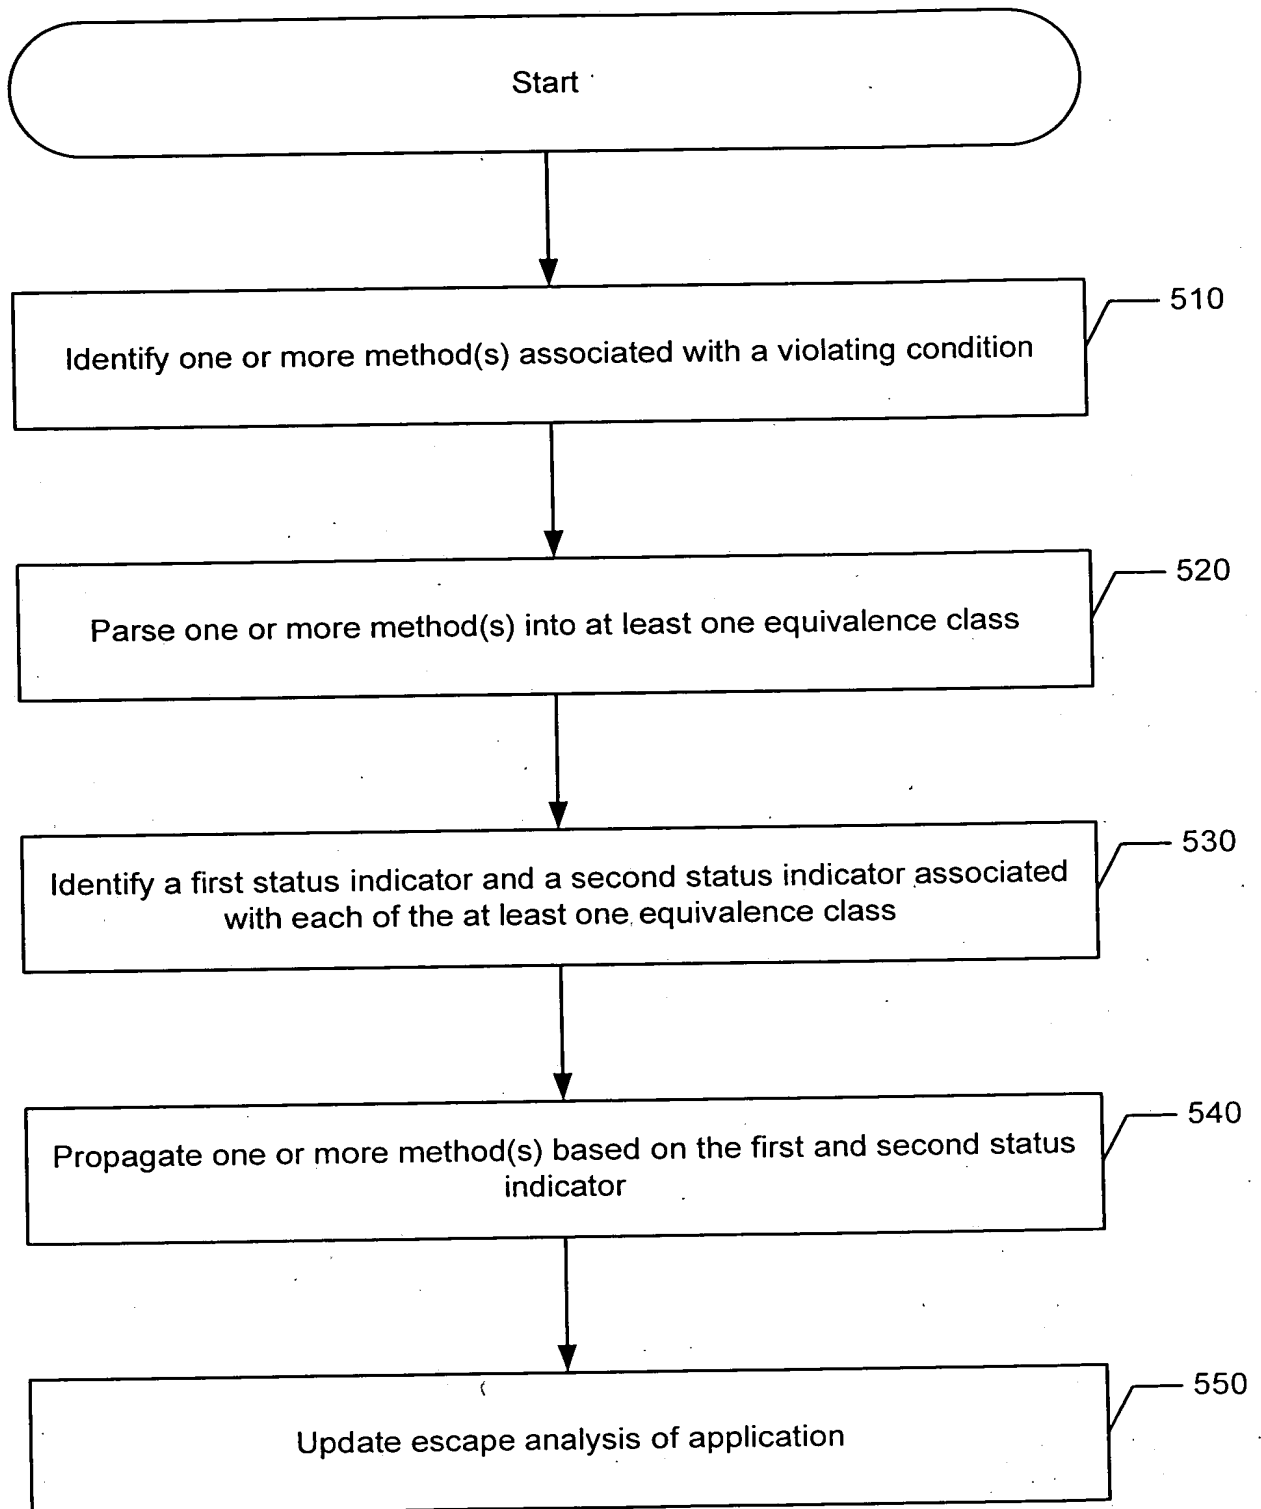 Start
510
Identify one or more method(s) associated with a violating condition
520
Parse one or more method(s) into at least one equivalence class
530
Identify a first status indicator and a second status indicator associated
with each of the at least one equivalence class
540
Propagate one or more method(s) based on the first and second status
indicator
550
Update escape analysis of application